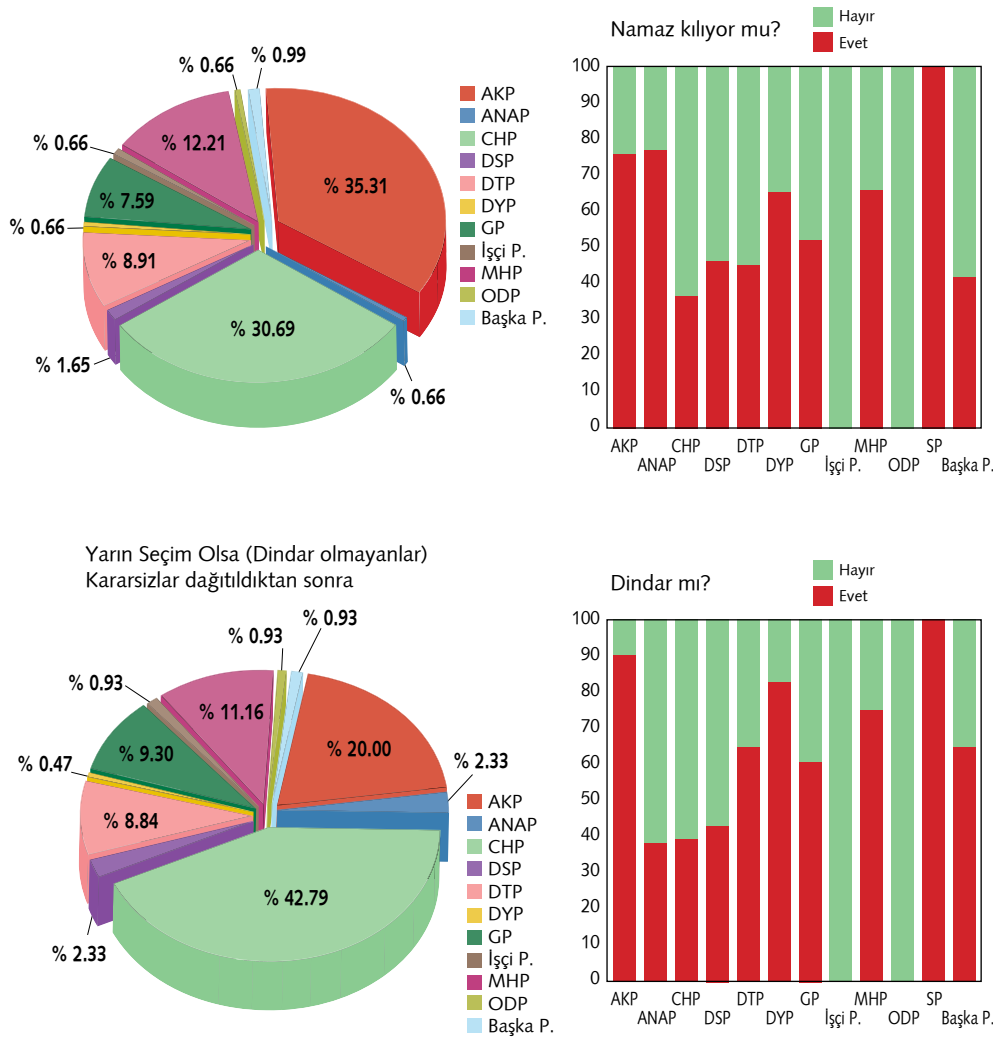 % 0.66
% 0.99
% 12.21
% 0.66
% 7.59
% 0.66
% 8.91
% 1.65
% 30.69
% 0.66
% 35.31
AKP
ANAP
CHP
DSP
DTP
DYP
GP
İşçi P.
MHP
ODP
Başka P.
Namaz kılıyor mu?
Hayır
Evet
100
90
80
70
60
50
40
30
20
10
0
AKP
ANAP
CHP
DSP
DTP
DYP
GP
İşçi P.
MHP
ODP
SP
Başka P.
Yarın Seçim Olsa (Dindar olmayanlar)
Kararsızlar dağıtıldıktan sonra
% 0.93
% 0.93
% 0.93
% 11.16
% 9.30
% 0.47
% 8.84
% 2.33
% 42.79
% 20.00
% 2.33
AKP
ANAP
CHP
DSP
DTP
DYP
GP
İşçi P.
MHP
ODP
Başka P.
Dindar mı?
Hayır
Evet
100
90
80
70
60
50
40
30
20
10
0
AKP
ANAP
CHP
DSP
DTP
DYP
GP
İşçi P.
MHP
ODP
SP
Başka P.